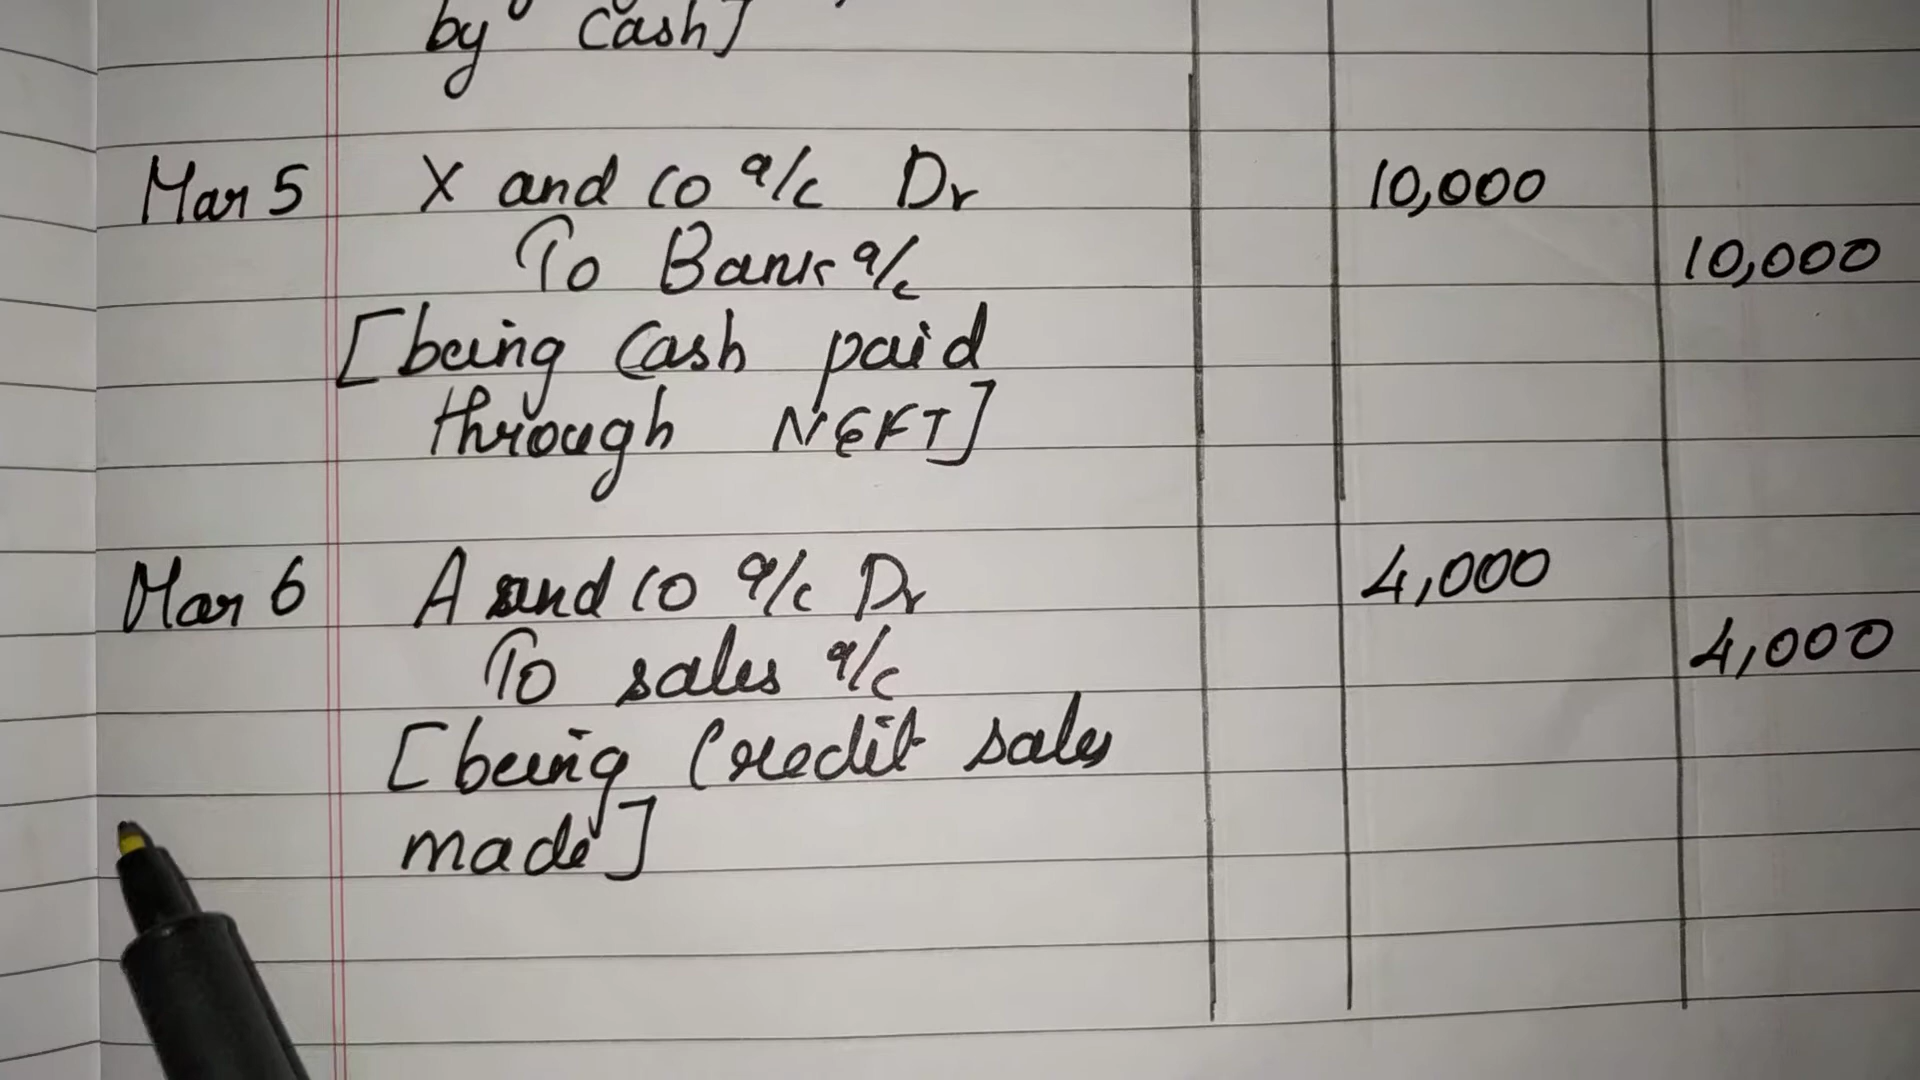 by cash]
Mar 5 X and co a/c Dr 10,000
To Bank a/c 10,000
[being cash paid
through NEFT]
Mar 6 A and co a/c Dr 4,000
To sales a/c 4,000
[being credit sales
made]